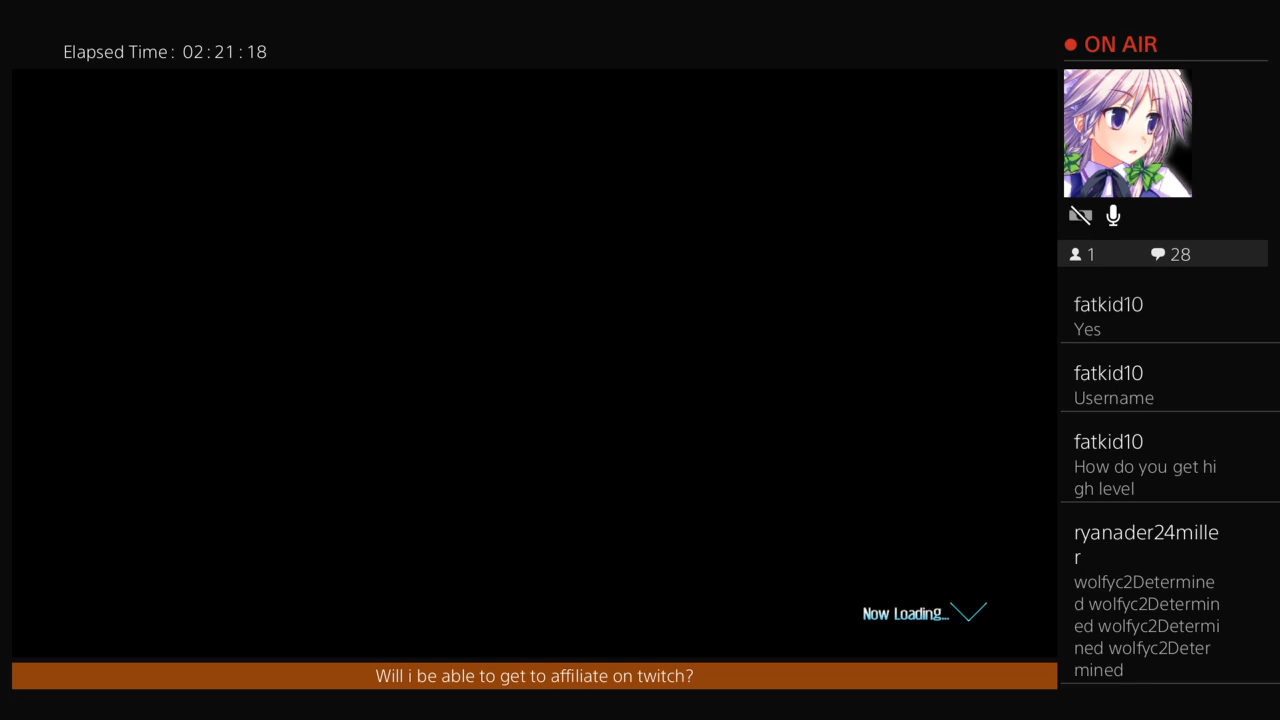 Elapsed Time: 02:21:18
ON AIR
1
28
fatkid10
Yes
fatkid10
Username
fatkid10
How do you get hi
gh level
ryanader24mille
r
wolfyc2Determine
d wolfyc2Determin
ed wolfyc2Determi
ned wolfyc2Deter
mined
Now Loading...
Will i be able to get to affiliate on twitch?